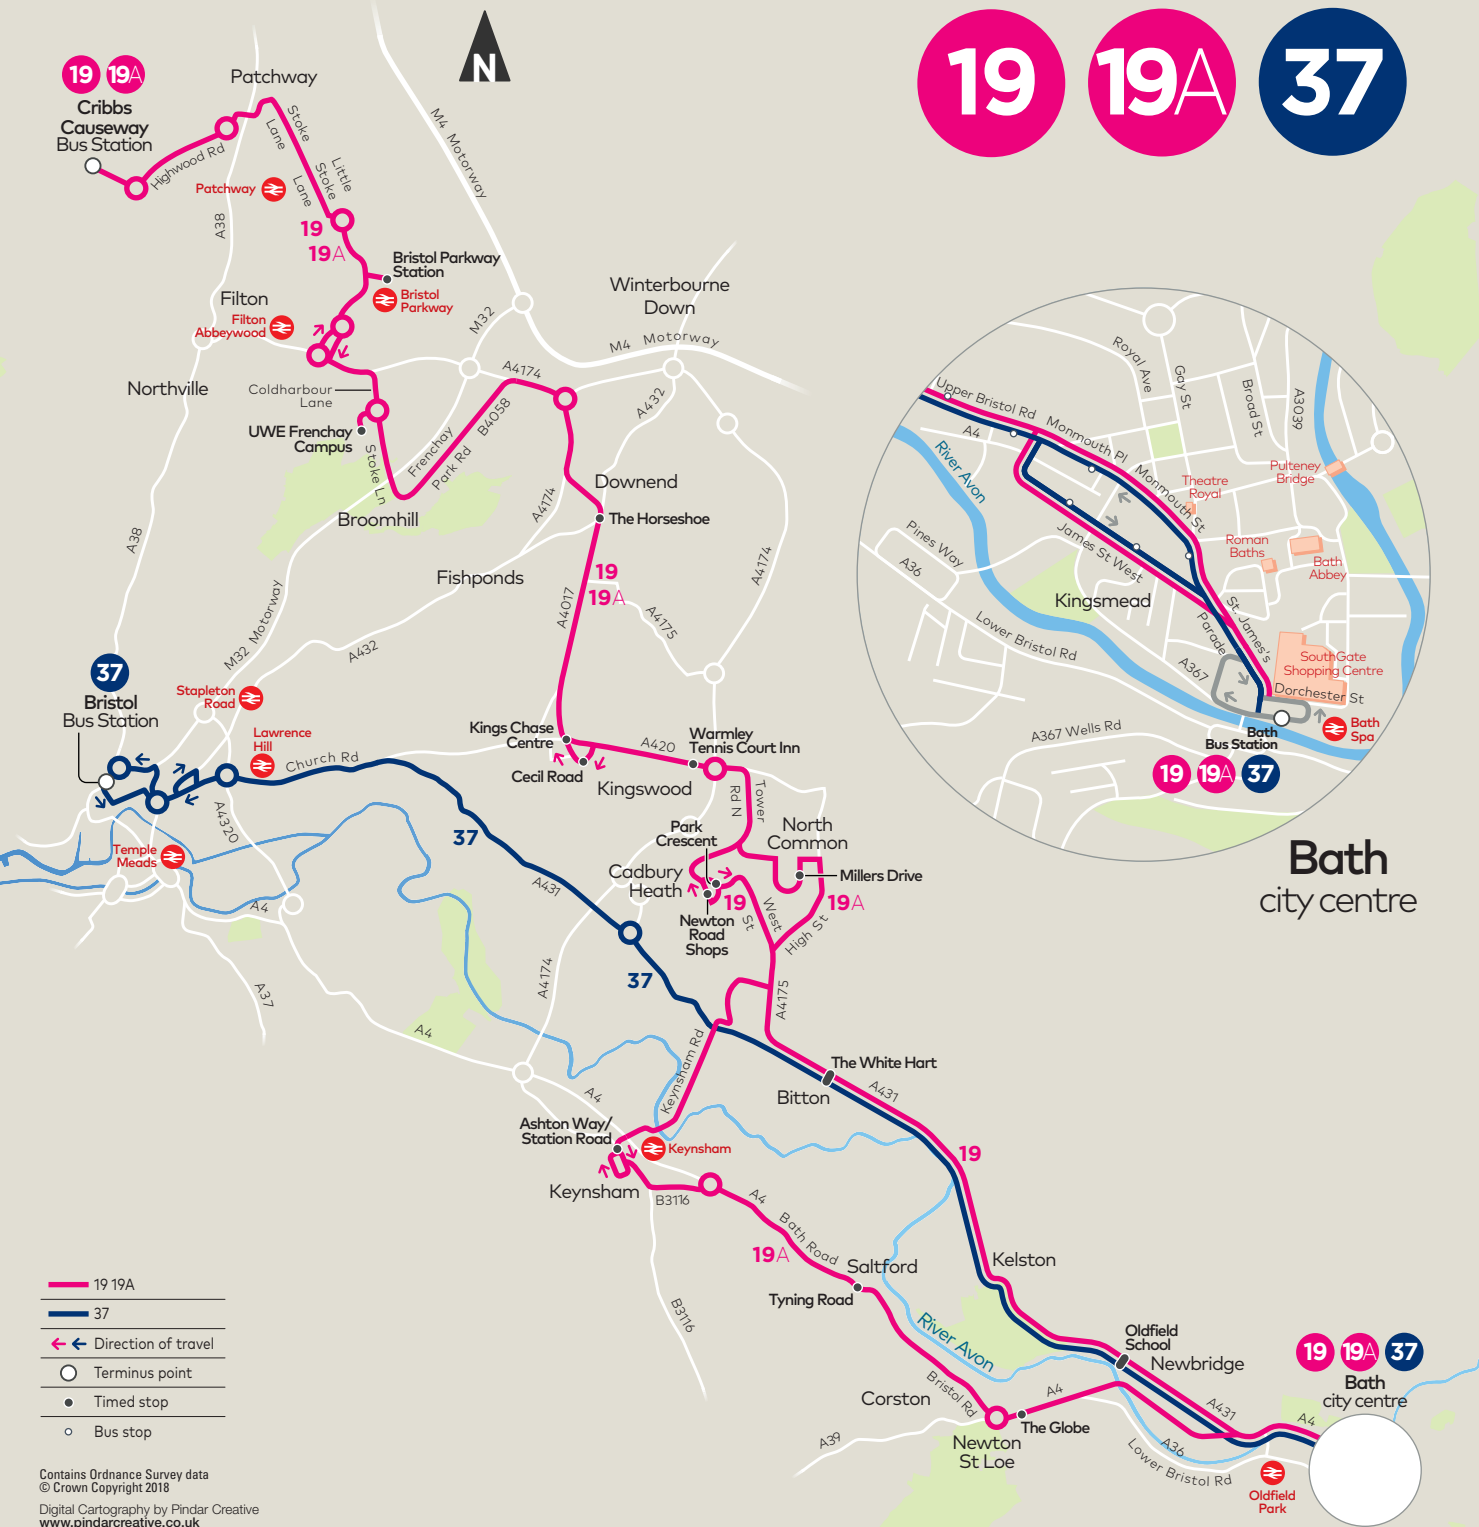 19 19A 37
19 19A
Cribbs
Causeway
Bus Station
Patchway
Stoke
Lane
Highwood Rd
Little
Stoke
Lane
Patchway
A38
19
19A
Bristol Parkway
Station
Bristol
Parkway
Filton
Filton
Abbeywood
N
M4 Motorway
M32
Winterbourne
Down
M4 Motorway
Northville
Coldharbour
Lane
UWE Frenchay
Campus
Stoke Ln
A4174
B4058
Frenchay
Park Rd
A432
Broomhill
A4174
Downend
The Horseshoe
A38
Fishponds
19
19A
A4017
A4175
A4174
M32 Motorway
A432
37
Bristol
Bus Station
Stapleton
Road
Lawrence
Hill
Church Rd
A4320
Temple
Meads
A4
A37
A4
Kings Chase
Centre
Cecil Road
A420
Kingswood
Warmley
Tennis Court Inn
Tower
Rd N
37
A431
Park
Crescent
Cadbury
Heath
North
Common
Millers Drive
19
19A
Newton
Road
Shops
West
St
High St
37
A4174
A4175
Keynsham Rd
A4
The White Hart
A431
Bitton
Ashton Way/
Station Road
Keynsham
Keynsham
B3116
19
A4
Bath Road
19A
Saltford
Tyning Road
B3116
Kelston
River Avon
Oldfield
School
Newbridge
Corston
Bristol Rd
A4
The Globe
Newton
St Loe
A39
A431
A36
Lower Bristol Rd
A4
19 19A 37
Bath
city centre
Oldfield
Park
Upper Bristol Rd
A4
River Avon
Royal Ave
Gay St
Broad St
A3039
Monmouth Pl
Monmouth St
Pulteney
Bridge
Theatre
Royal
Roman
Baths
Bath
Abbey
Pines Way
A36
James St West
Kingsmead
Lower Bristol Rd
St. James's
Parade
A367
SouthGate
Shopping Centre
Dorchester St
A367 Wells Rd
Bath
Bus Station
Bath
Spa
19 19A 37
Bath
city centre
19 19A
37
Direction of travel
Terminus point
Timed stop
Bus stop
Contains Ordnance Survey data
© Crown Copyright 2018
Digital Cartography by Pindar Creative
www.pindarcreative.co.uk